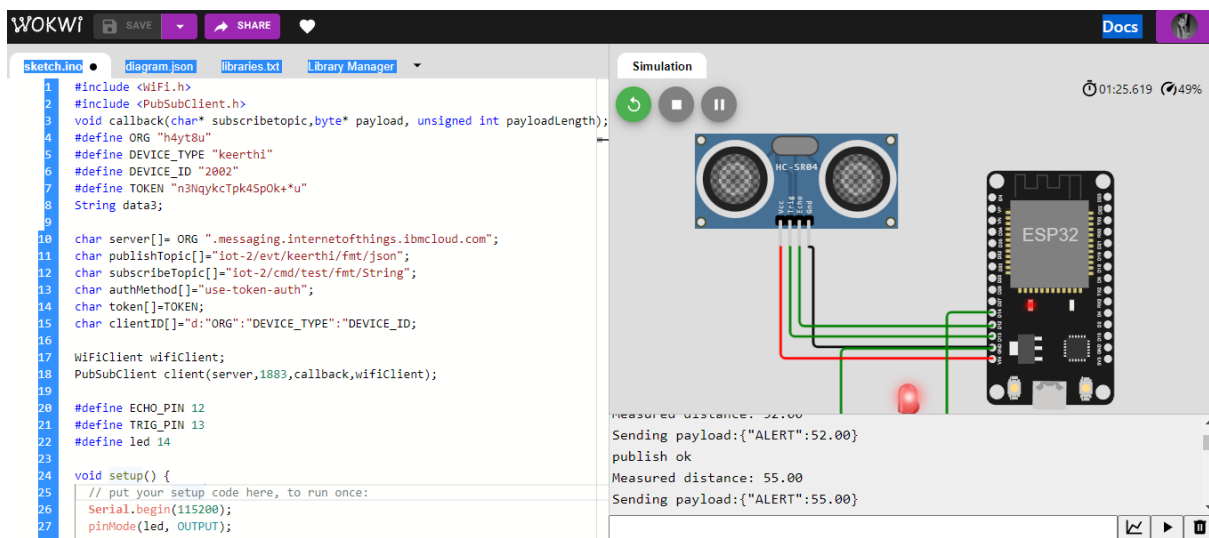 WOKWi SAVE SHARE Docs
sketch.ino diagram.json libraries.txt Library Manager
1 #include <WiFi.h>
2 #include <PubSubClient.h>
3 void callback(char* subscribetopic,byte* payload, unsigned int payloadLength);
4 #define ORG "h4yt8u"
5 #define DEVICE_TYPE "keerthi"
6 #define DEVICE_ID "2002"
7 #define TOKEN "n3NqykcTpk4SpOk+*u"
8 String data3;
9
10 char server[]= ORG ".messaging.internetofthings.ibmcloud.com";
11 char publishTopic[]="iot-2/evt/keerthi/fmt/json";
12 char subscribeTopic[]="iot-2/cmd/test/fmt/String";
13 char authMethod[]="use-token-auth";
14 char token[]=TOKEN;
15 char clientID[]="d:"ORG":"DEVICE_TYPE":"DEVICE_ID;
16
17 WiFiClient wifiClient;
18 PubSubClient client(server,1883,callback,wifiClient);
19
20 #define ECHO_PIN 12
21 #define TRIG_PIN 13
22 #define led 14
23
24 void setup() {
25 // put your setup code here, to run once:
26 Serial.begin(115200);
27 pinMode(led, OUTPUT);
Simulation
01:25.619 49%
HC-SR04
Vcc
Trig
Echo
Gnd
ESP32
Measured distance: 52.00
Sending payload:{"ALERT":52.00}
publish ok
Measured distance: 55.00
Sending payload:{"ALERT":55.00}